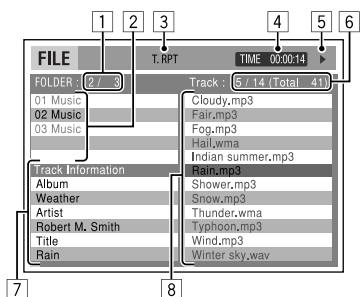 1 2 3 4 5
FILE T. RPT TIME 00:00:14
FOLDER : 2 / 3 Track : 5 / 14 (Total 41) 6
01 Music
02 Music
03 Music
Track Information
Album
Weather
Artist
Robert M. Smith
Title
Rain
Cloudy.mp3
Fair.mp3
Fog.mp3
Hail.wma
Indian summer.mp3
Rain.mp3
Shower.mp3
Snow.mp3
Thunder.wma
Typhoon.mp3
Wind.mp3
Winter sky.wav
7 8